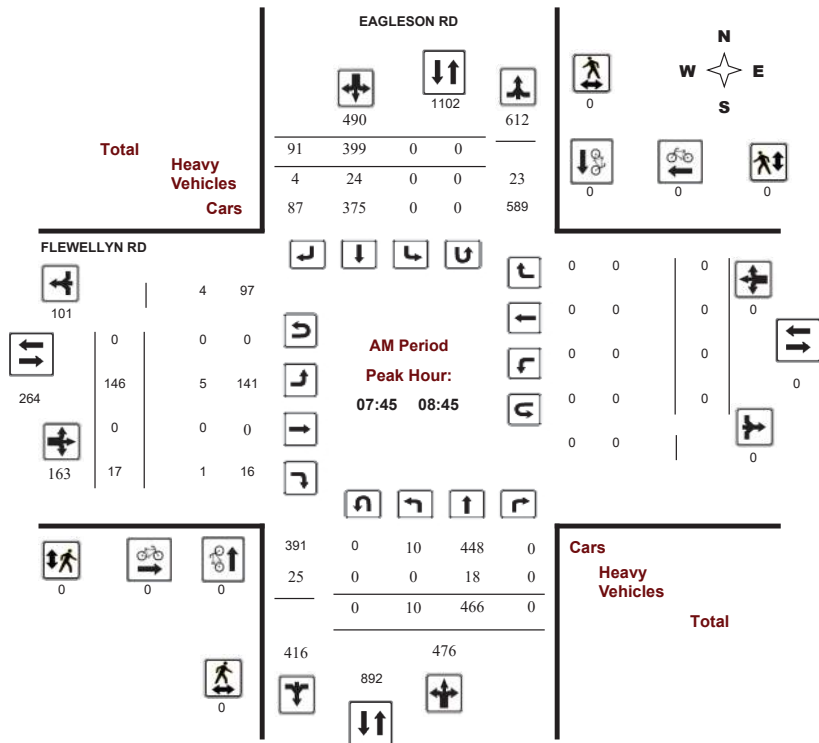 EAGLESON RD
N
W E
S
1102
0
490 612
Total 91 399 0 0
Heavy
Vehicles 4 24 0 0 23
0 0 0
Cars 87 375 0 0 589
FLEWELLYN RD
0 0 0
4 97
101 0
0 0 0
0 0 0
AM Period
0 0 0
Peak Hour:
146 5 141
264 0
07:45 08:45
0 0 0
0 0 0
0 0
163 17 1 16
0
391 0 10 448 0 Cars
25 0 0 18 0 Heavy
Vehicles
0 0 0
0 10 466 0 Total
416 476
892
0